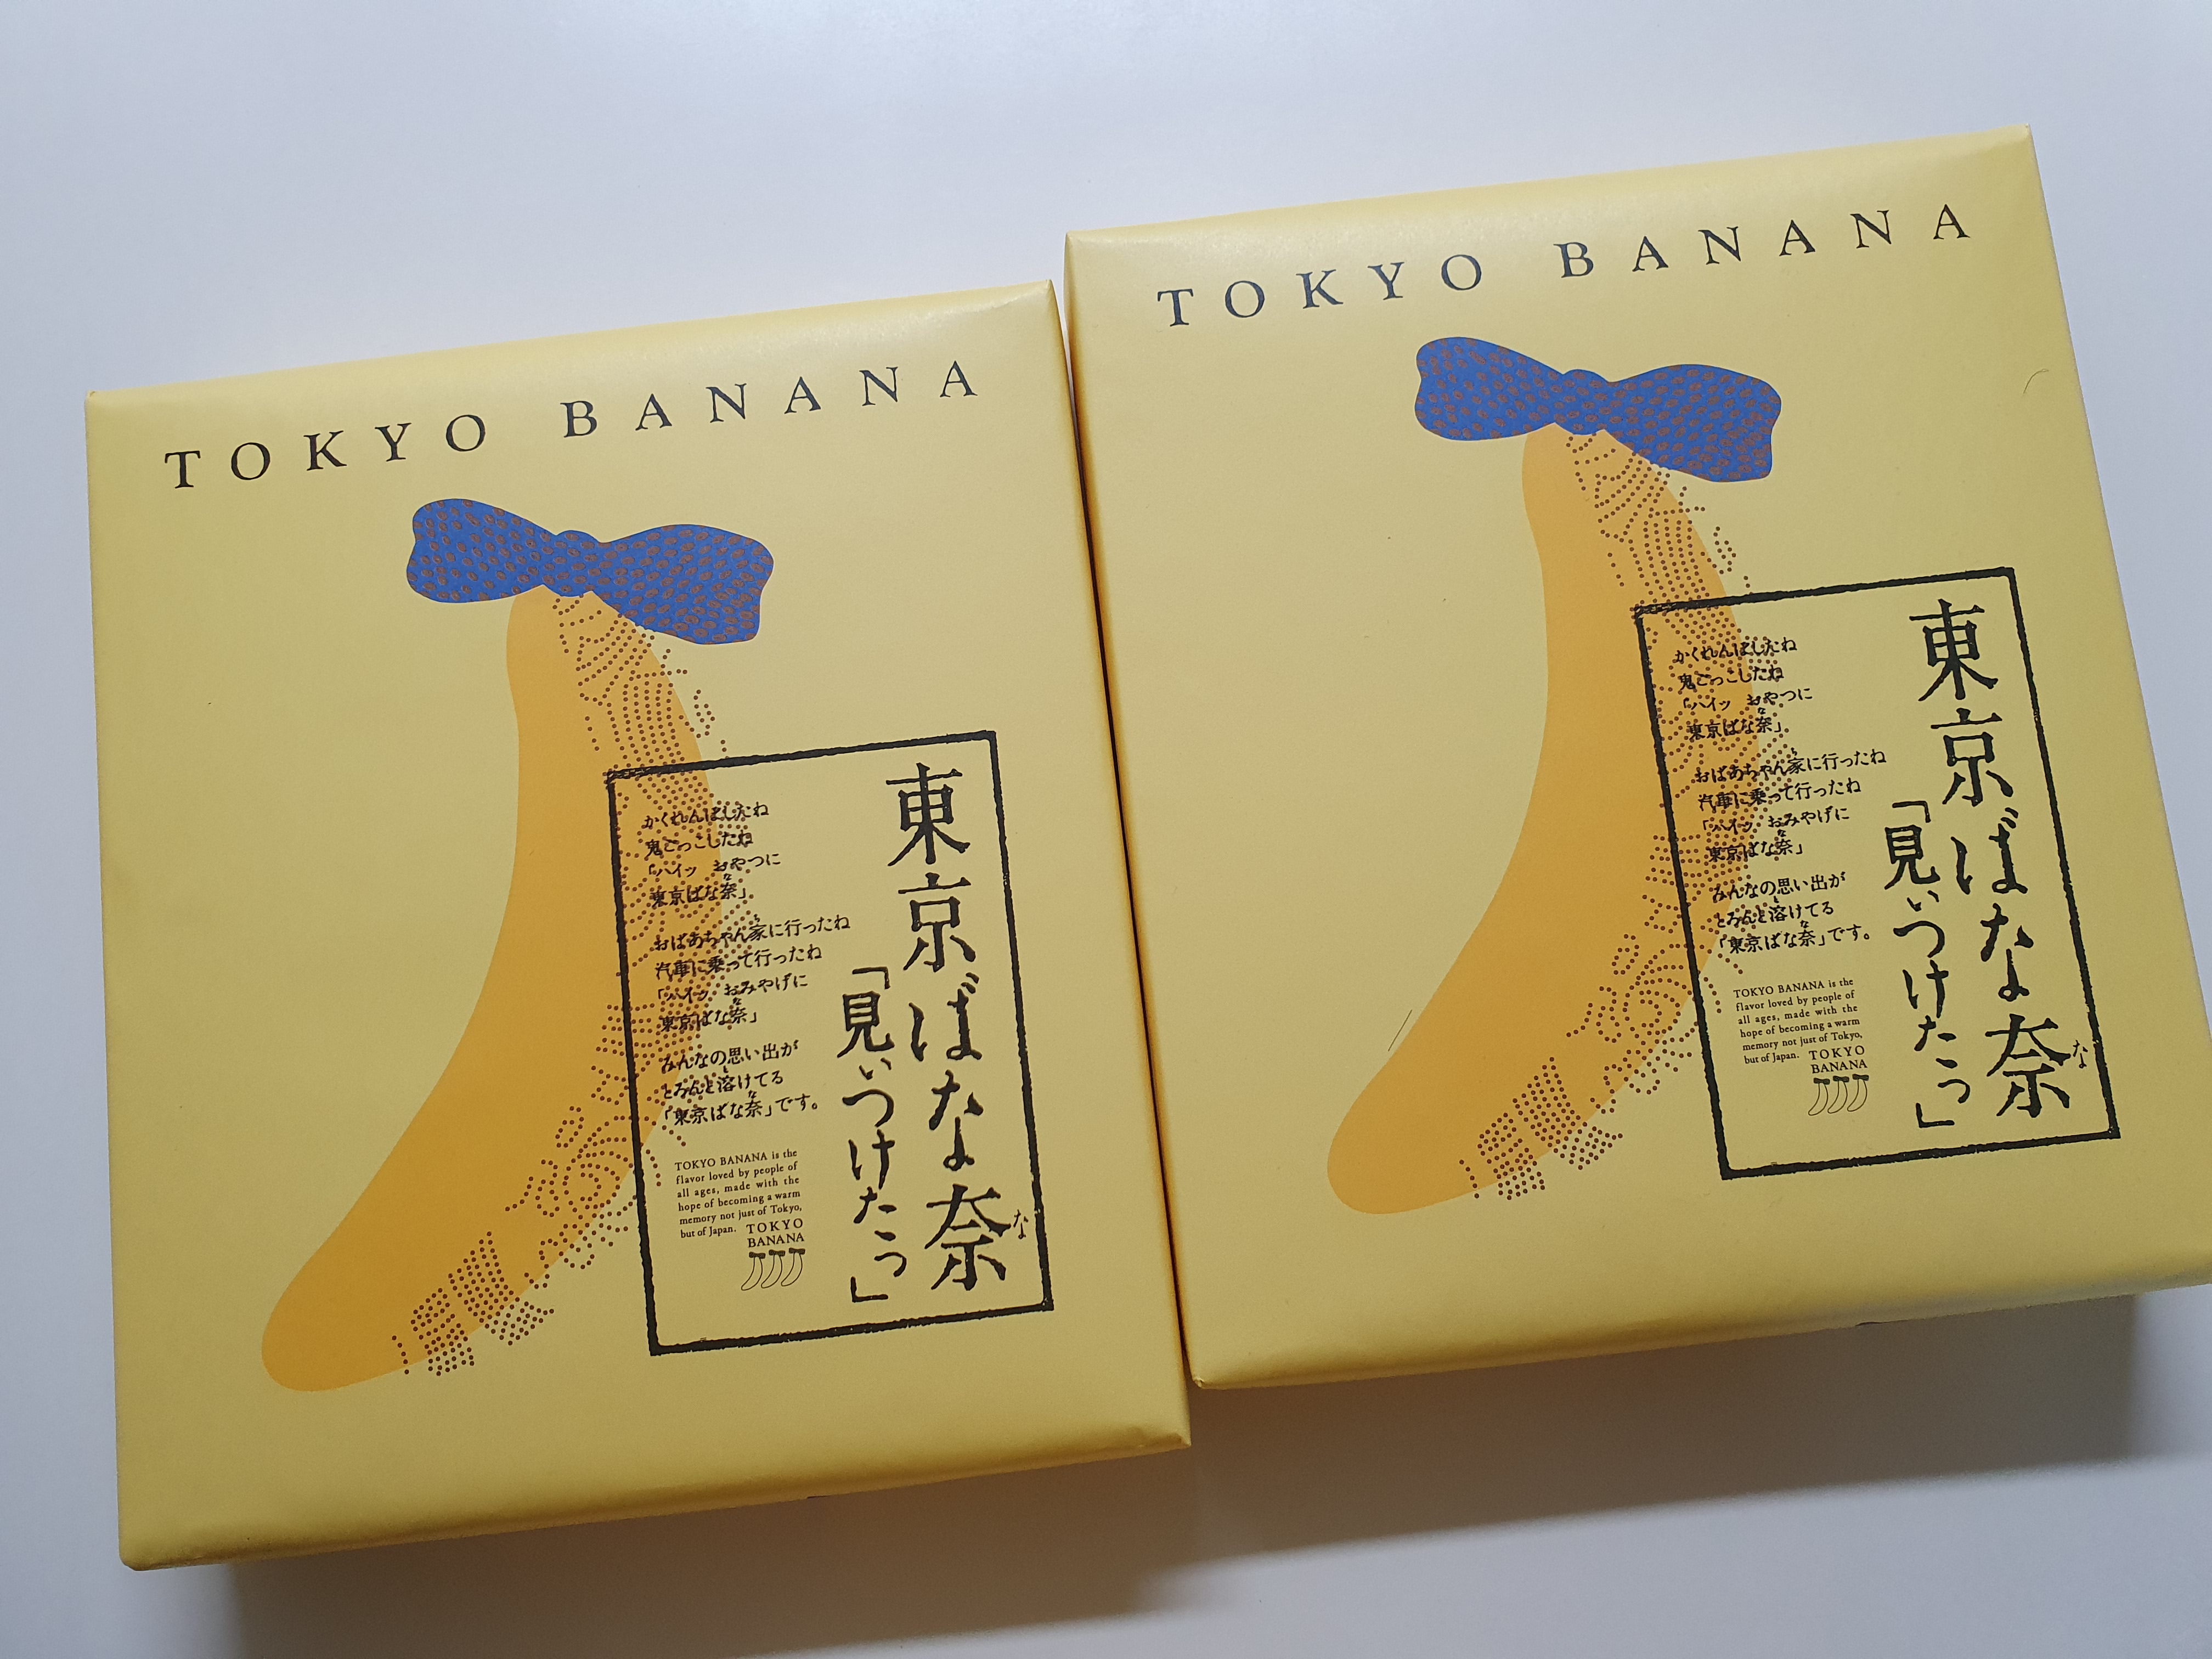 TOKYO BANANA
東京ばな奈
な
「見ぃつけたっ」
かくれんぼしたね
鬼ごっこしたね
「ハイッ おやつに
東京ばな奈」
な
おばあちゃん家に行ったね
ち
汽車に乗って行ったね
「ハイッ おみやげに
東京ばな奈」
な
みんなの思い出が
とろんと溶けてる
と
「東京ばな奈」です。
な
TOKYO BANANA is the
flavor loved by people of
all ages, made with the
hope of becoming a warm
memory not just of Tokyo,
but of Japan.
TOKYO
BANANA
TOKYO BANANA
東京ばな奈
な
「見ぃつけたっ」
かくれんぼしたね
鬼ごっこしたね
「ハイッ おやつに
東京ばな奈」
な
おばあちゃん家に行ったね
ち
汽車に乗って行ったね
「ハイッ おみやげに
東京ばな奈」
な
みんなの思い出が
とろんと溶けてる
と
「東京ばな奈」です。
な
TOKYO BANANA is the
flavor loved by people of
all ages, made with the
hope of becoming a warm
memory not just of Tokyo,
but of Japan.
TOKYO
BANANA